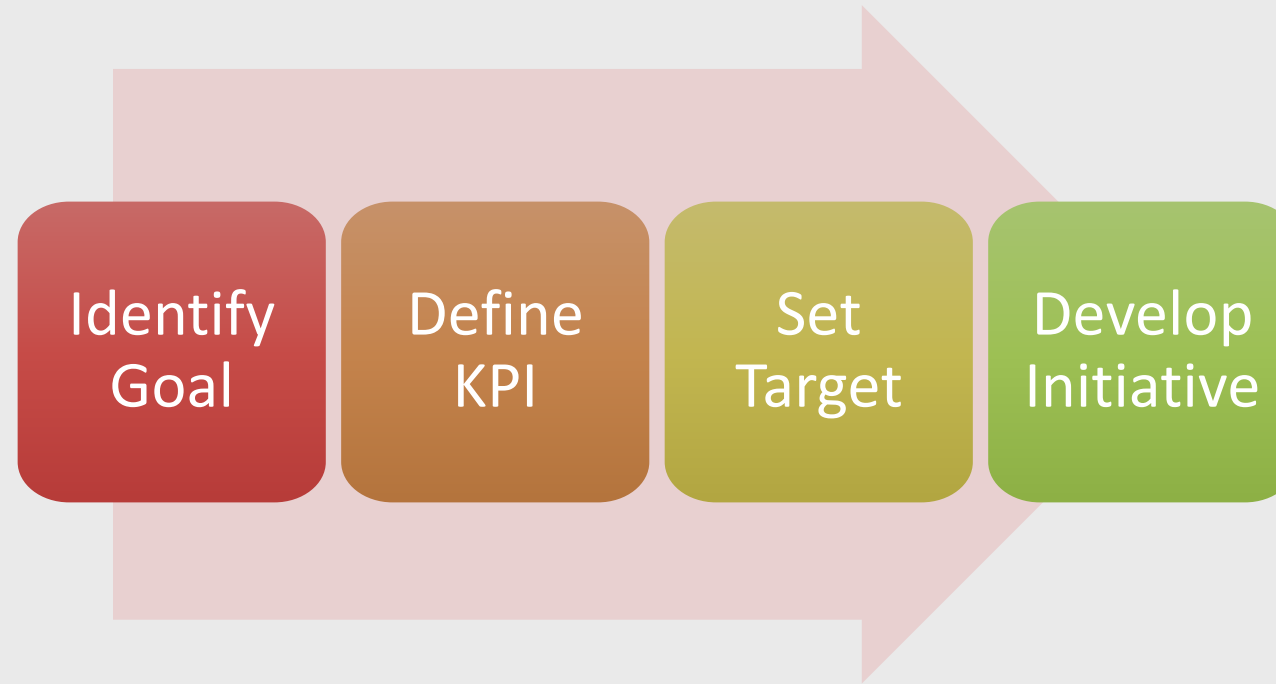 Identify
Goal
Define
KPI
Set
Target
Develop
Initiative